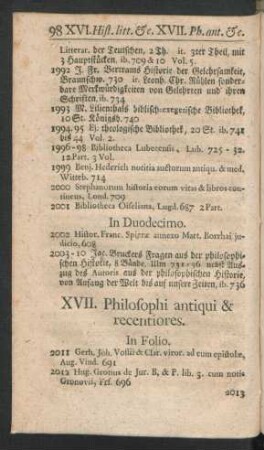 98 XVI. Hist. litt. &c. XVII. Ph. ant. &c.
Litterat. der Teutschen, 2 Th. it. 3ter Theil, mit
3 Hauptstücken, ib. 709 & 10 Vol. 5.
1992 J. Fr. Bertrams Historie der Gelehrsamkeit,
Braunschw. 730 it. Leonh. Chr. Rühlen sonder-
bare Merkwürdigkeiten von Gelehrten und ihren
Schriften, ib. 734
1993 M. Lilienthals biblisch-exegetische Bibliothek,
10 St. Königsb. 740
1994. 95 Ej. theologische Bibliothek, 20 St. ib. 741
bis 44 Vol. 2.
1996-98 Bibliotheca Lubecensis, Lub. 725 - 32.
12 Part. 3 Vol.
1999 Benj. Hederich notitia auctorum antiqu. & med.
Witteb. 714
2000 Stephanorum historia eorum vitas & libros con-
tinens, Lond. 709
2001 Bibliotheca Oiseliana, Lugd. 687 2 Part.
In Duodecimo.
2002 Histor. Franc. Spiræ annexo Matt. Borrhai ju-
dicio, 608
2003-10 Jac. Bruckers Fragen aus der philosophi-
schen Historie, 8 Bände, Ulm 731-36 nebst Aus-
zug des Autoris aus der philosophischen Historie,
von Anfang der Welt bis auf unsere Zeiten, ib. 736
XVII. Philosophi antiqui &
recentiores.
In Folio.
2011 Gerh. Joh. Vossii & Clar. viror. ad eum epistolæ,
Aug. Vind. 691
2012 Hug. Grotius de Jur. B. & P. lib. 3. cum notis
Gronovii, Fcf. 696
2013